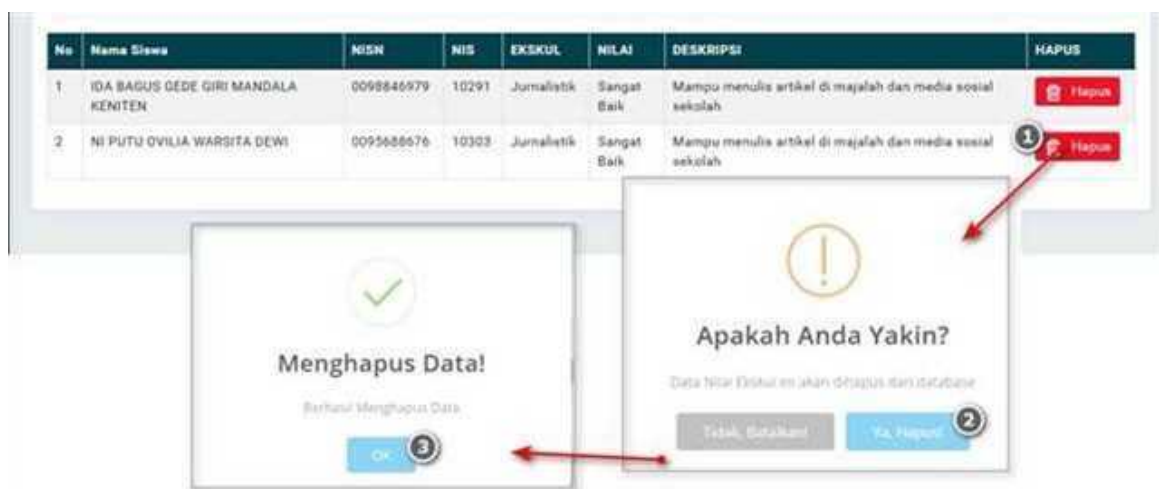 No Nama Siswa NISN NIS EKSKUL NILAI DESKRIPSI HAPUS
1 IDA BAGUS GEDE GIRI MANDALA KENITEN 0098846979 10291 Jurnalistik Sangat Baik Mampu menulis artikel di majalah dan media sosial sekolah Hapus
2 NI PUTU OVILIA WARSITA DEWI 0095688676 10303 Jurnalistik Sangat Baik Mampu menulis artikel di majalah dan media sosial sekolah Hapus
1
Apakah Anda Yakin?
Data Nilai Ekskul ini akan dihapus dari database
Tidak, Batalkan! Ya, Hapus! 2
Menghapus Data!
Berhasil Menghapus Data
OK 3